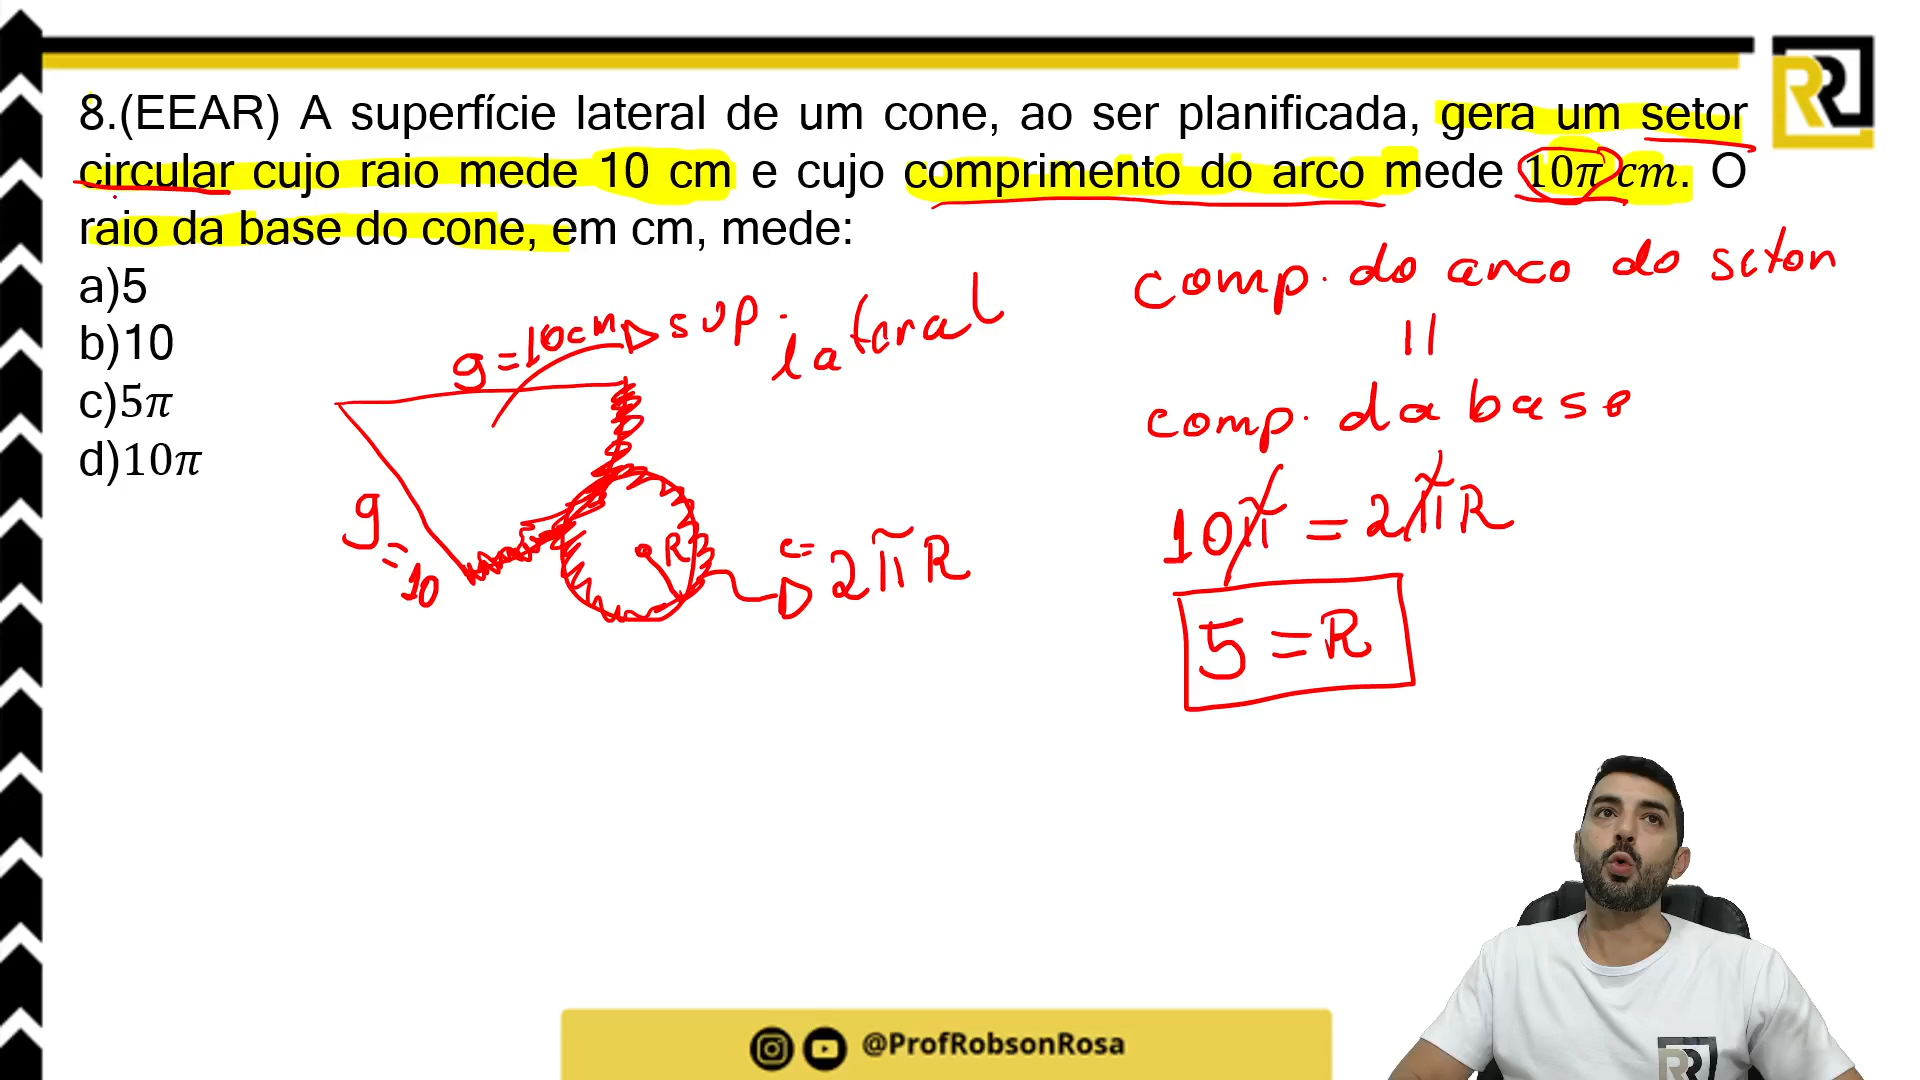 8.(EEAR) A superfície lateral de um cone, ao ser planificada, gera um setor
circular cujo raio mede 10 cm e cujo comprimento do arco mede 10π cm. O
raio da base do cone, em cm, mede:
a)5
b)10
c)5π
d)10π
g=10cm
sup.
lateral
g=10
R
c=2πR
comp. do arco do setor
=
comp. da base
10π = 2πR
5 = R
@ProfRobsonRosa
RR
RR